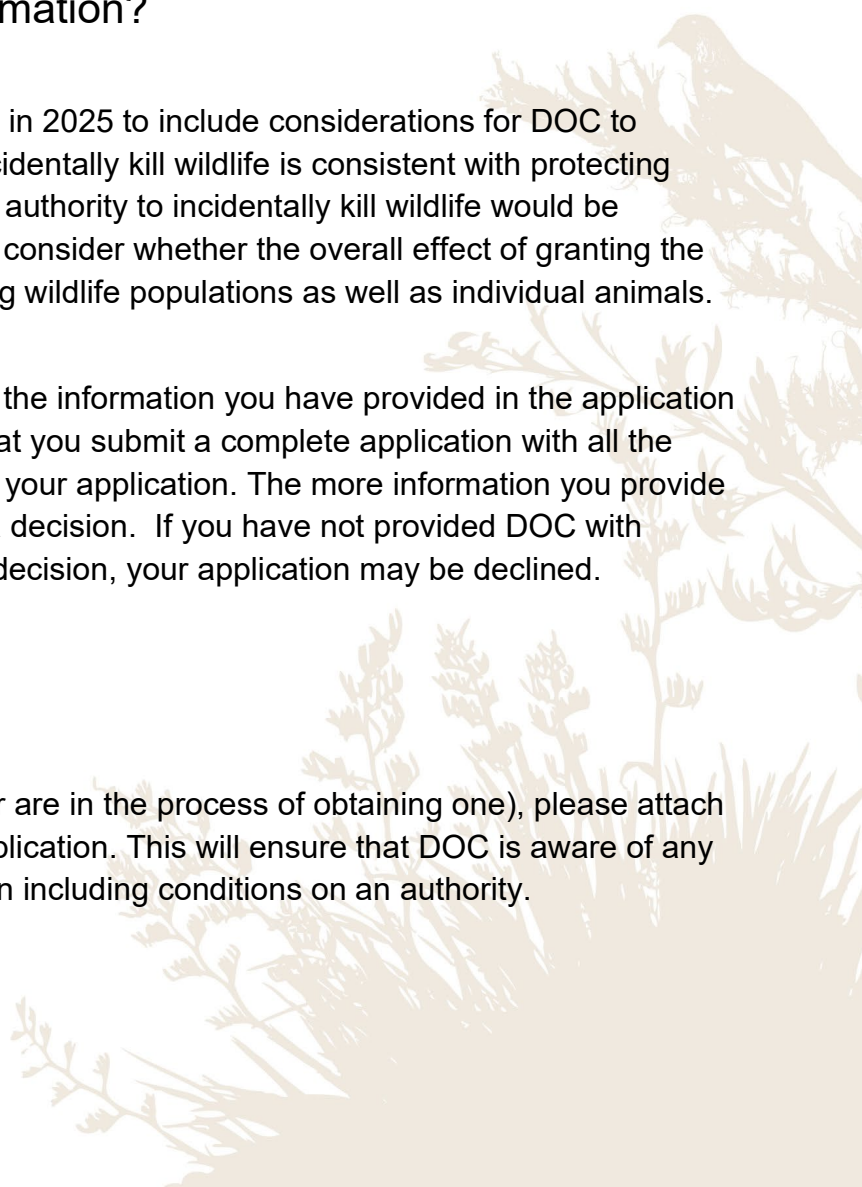 mation?
in 2025 to include considerations for DOC to
cidentally kill wildlife is consistent with protecting
authority to incidentally kill wildlife would be
consider whether the overall effect of granting the
g wildlife populations as well as individual animals.
the information you have provided in the application
at you submit a complete application with all the
your application. The more information you provide
decision.  If you have not provided DOC with
decision, your application may be declined.
r are in the process of obtaining one), please attach
plication. This will ensure that DOC is aware of any
n including conditions on an authority.